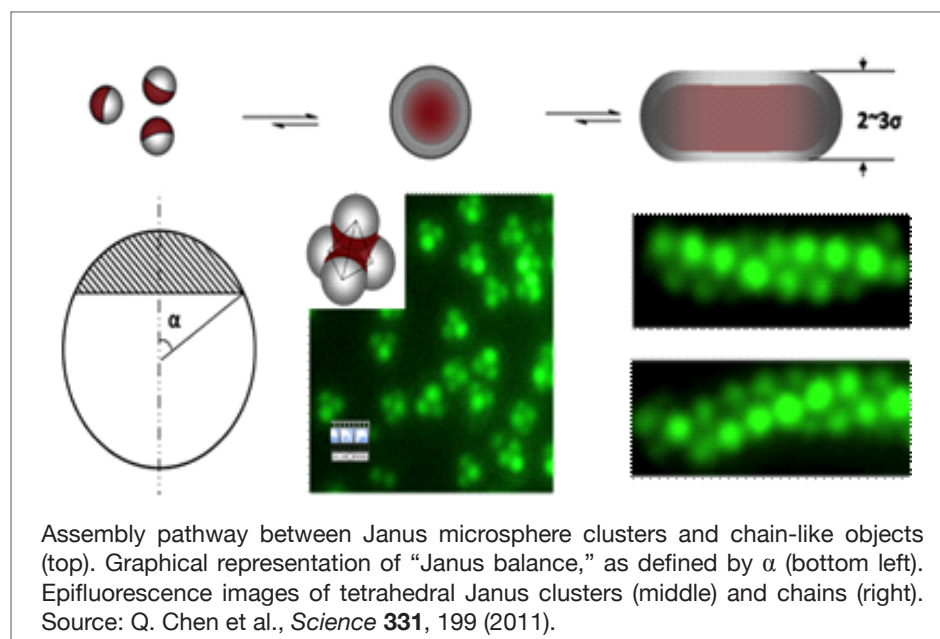 2~3σ
α
Assembly pathway between Janus microsphere clusters and chain-like objects
(top). Graphical representation of “Janus balance,” as defined by α (bottom left).
Epifluorescence images of tetrahedral Janus clusters (middle) and chains (right).
Source: Q. Chen et al., Science 331, 199 (2011).